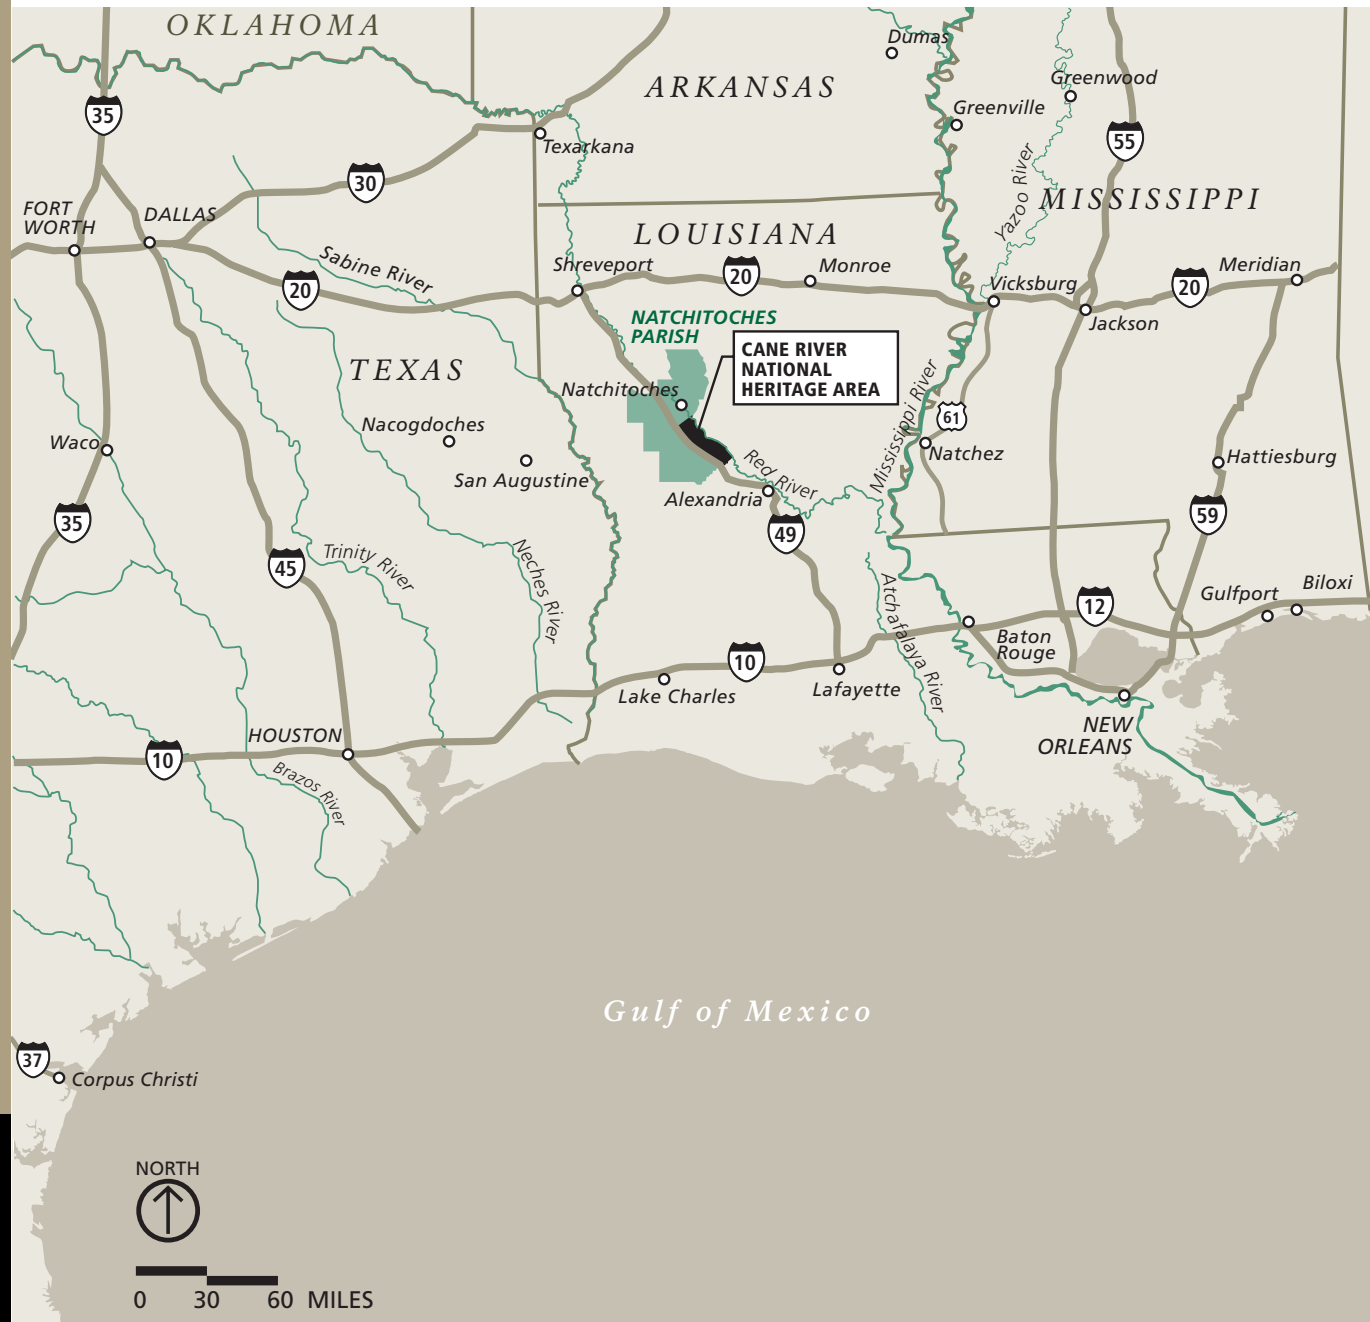 OKLAHOMA
Dumas
ARKANSAS
Greenwood
Greenville
35
55
Texarkana
30
Yazoo River
MISSISSIPPI
FORT
WORTH
DALLAS
LOUISIANA
Sabine River
Shreveport
20
Monroe
Meridian
20
20
Vicksburg
Jackson
NATCHITOCHES
PARISH
CANE RIVER
NATIONAL
HERITAGE AREA
TEXAS
Natchitoches
Mississippi River
61
Nacogdoches
Waco
Natchez
Hattiesburg
San Augustine
Red River
Alexandria
35
49
59
Trinity River
Neches River
45
Atchafalaya River
12
Gulfport
Biloxi
Baton
Rouge
10
Lake Charles
Lafayette
HOUSTON
NEW
ORLEANS
10
Brazos River
Gulf of Mexico
37
Corpus Christi
NORTH
0 30 60 MILES